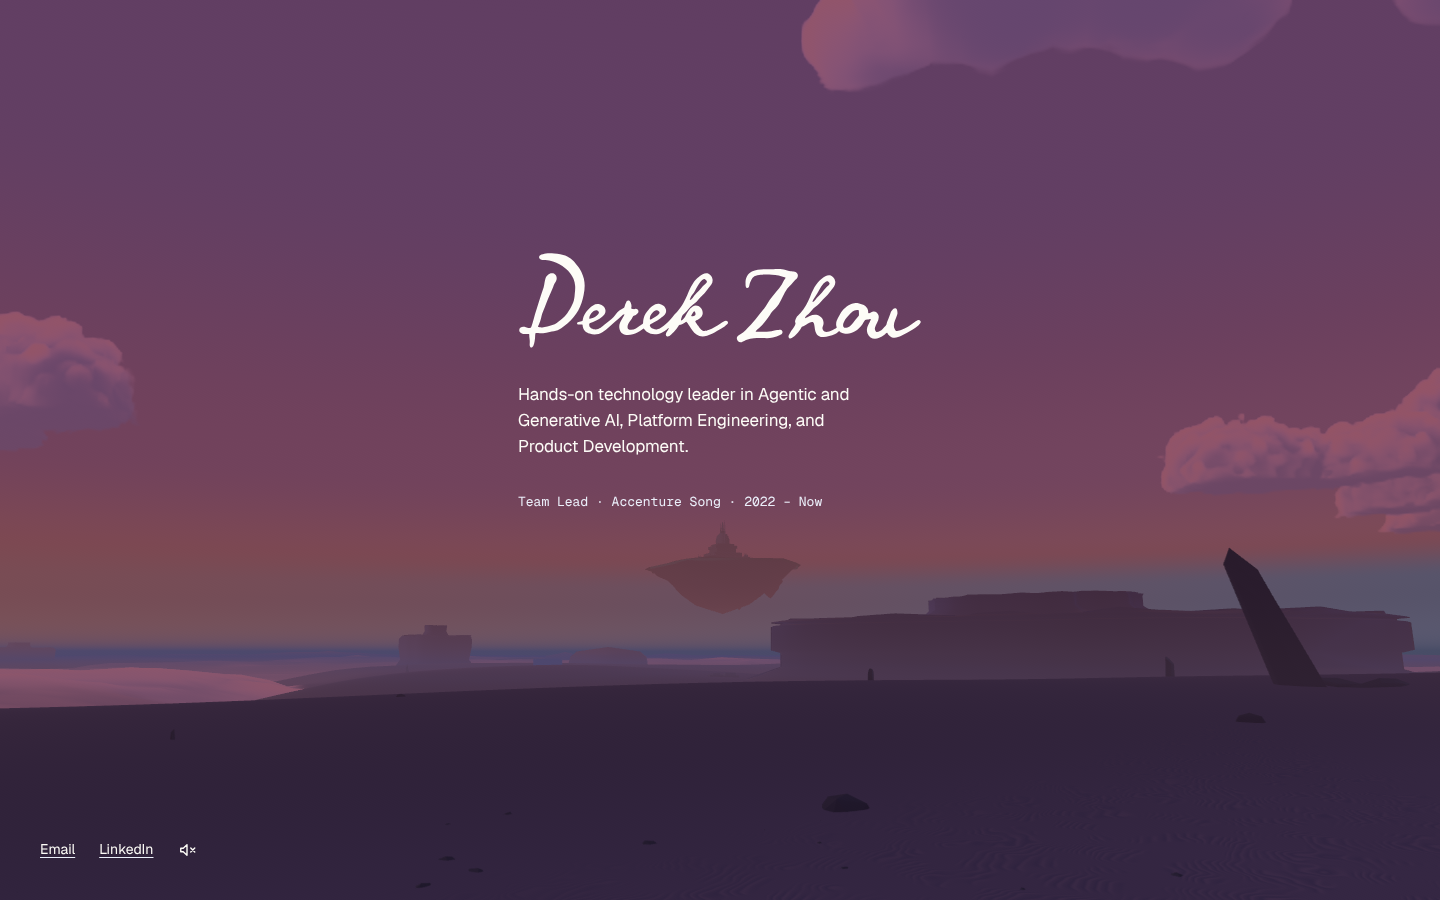 Derek Zhou
Hands-on technology leader in Agentic and
Generative AI, Platform Engineering, and
Product Development.
Team Lead · Accenture Song · 2022 – Now
Email LinkedIn